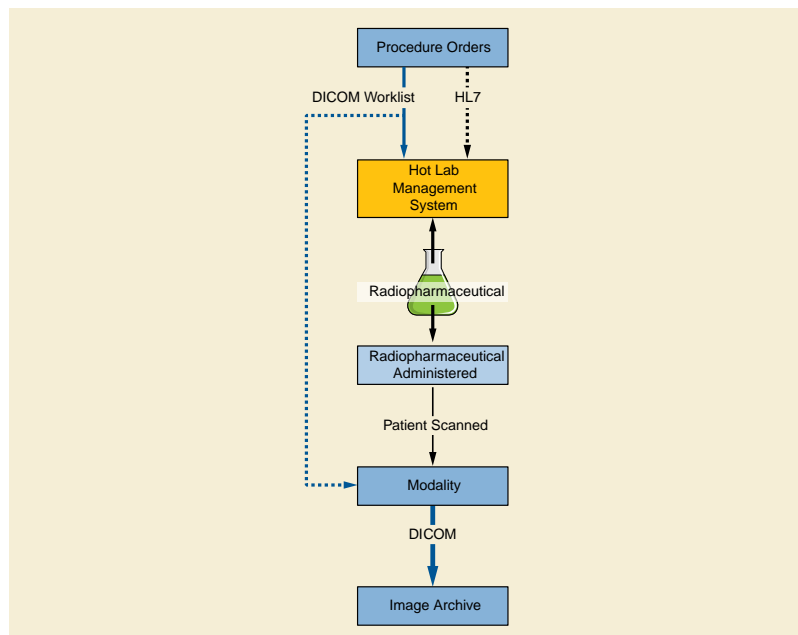 Procedure Orders
DICOM Worklist
HL7
Hot Lab
Management
System
Radiopharmaceutical
Radiopharmaceutical
Administered
Patient Scanned
Modality
DICOM
Image Archive